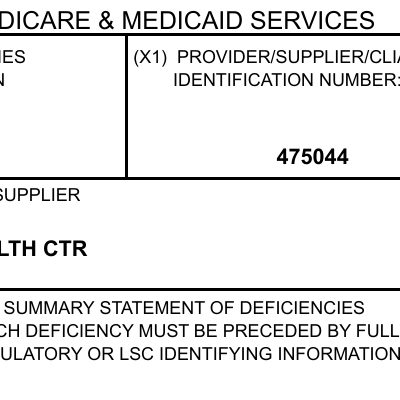 DICARE & MEDICAID SERVICES
IES
N
(X1) PROVIDER/SUPPLIER/CLIA
IDENTIFICATION NUMBER:
475044
SUPPLIER
LTH CTR
SUMMARY STATEMENT OF DEFICIENCIES
CH DEFICIENCY MUST BE PRECEDED BY FULL
ULATORY OR LSC IDENTIFYING INFORMATION